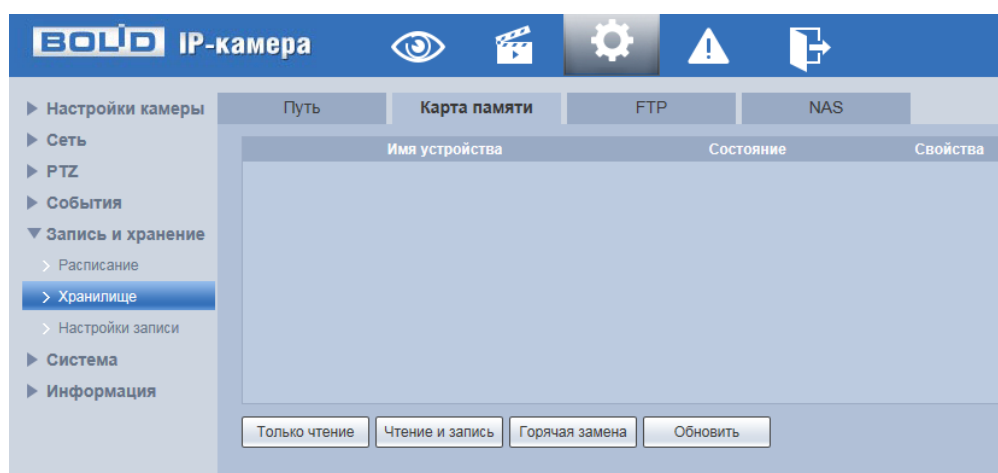 BOLID IP-камера
Путь Карта памяти FTP NAS
Имя устройства Состояние Свойства
Настройки камеры
Сеть
PTZ
События
Запись и хранение
Расписание
Хранилище
Настройки записи
Система
Информация
Только чтение Чтение и запись Горячая замена Обновить